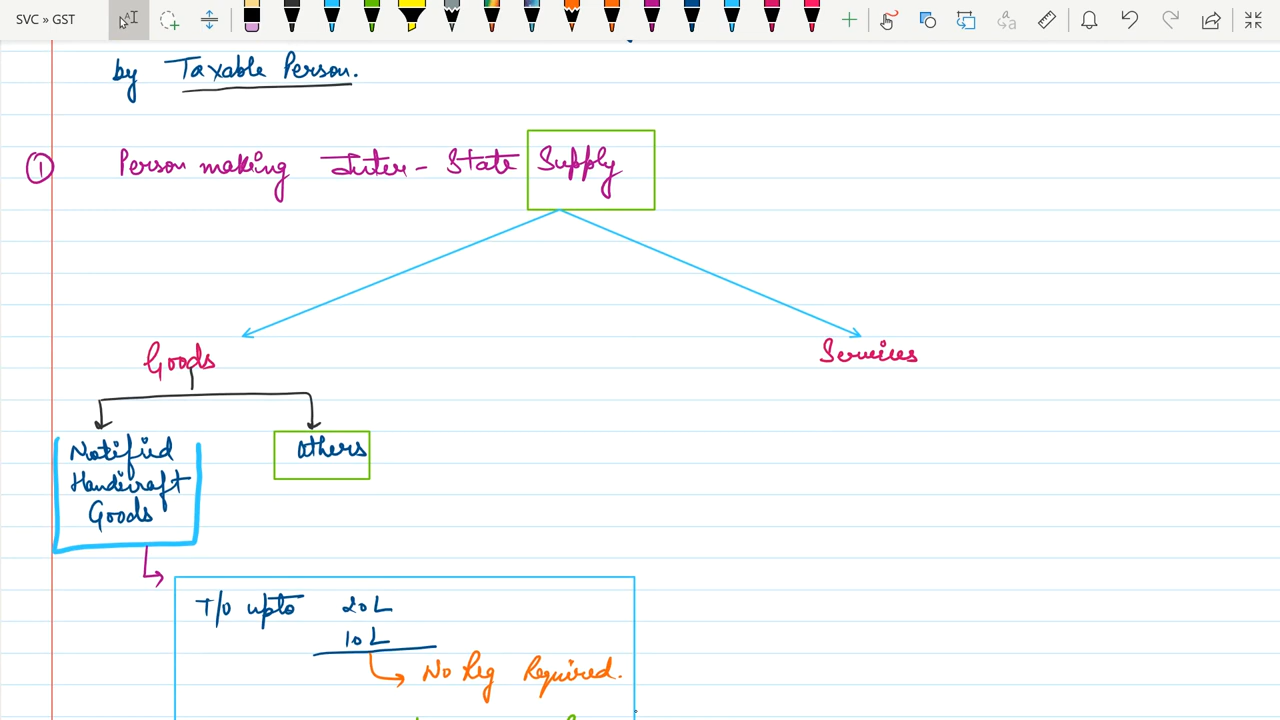 SVC » GST
by Taxable Person.
① Person making Inter - State Supply
Goods
Services
Notified
Handicraft
Goods
Others
T/O upto 20L
10L
No Reg Required.